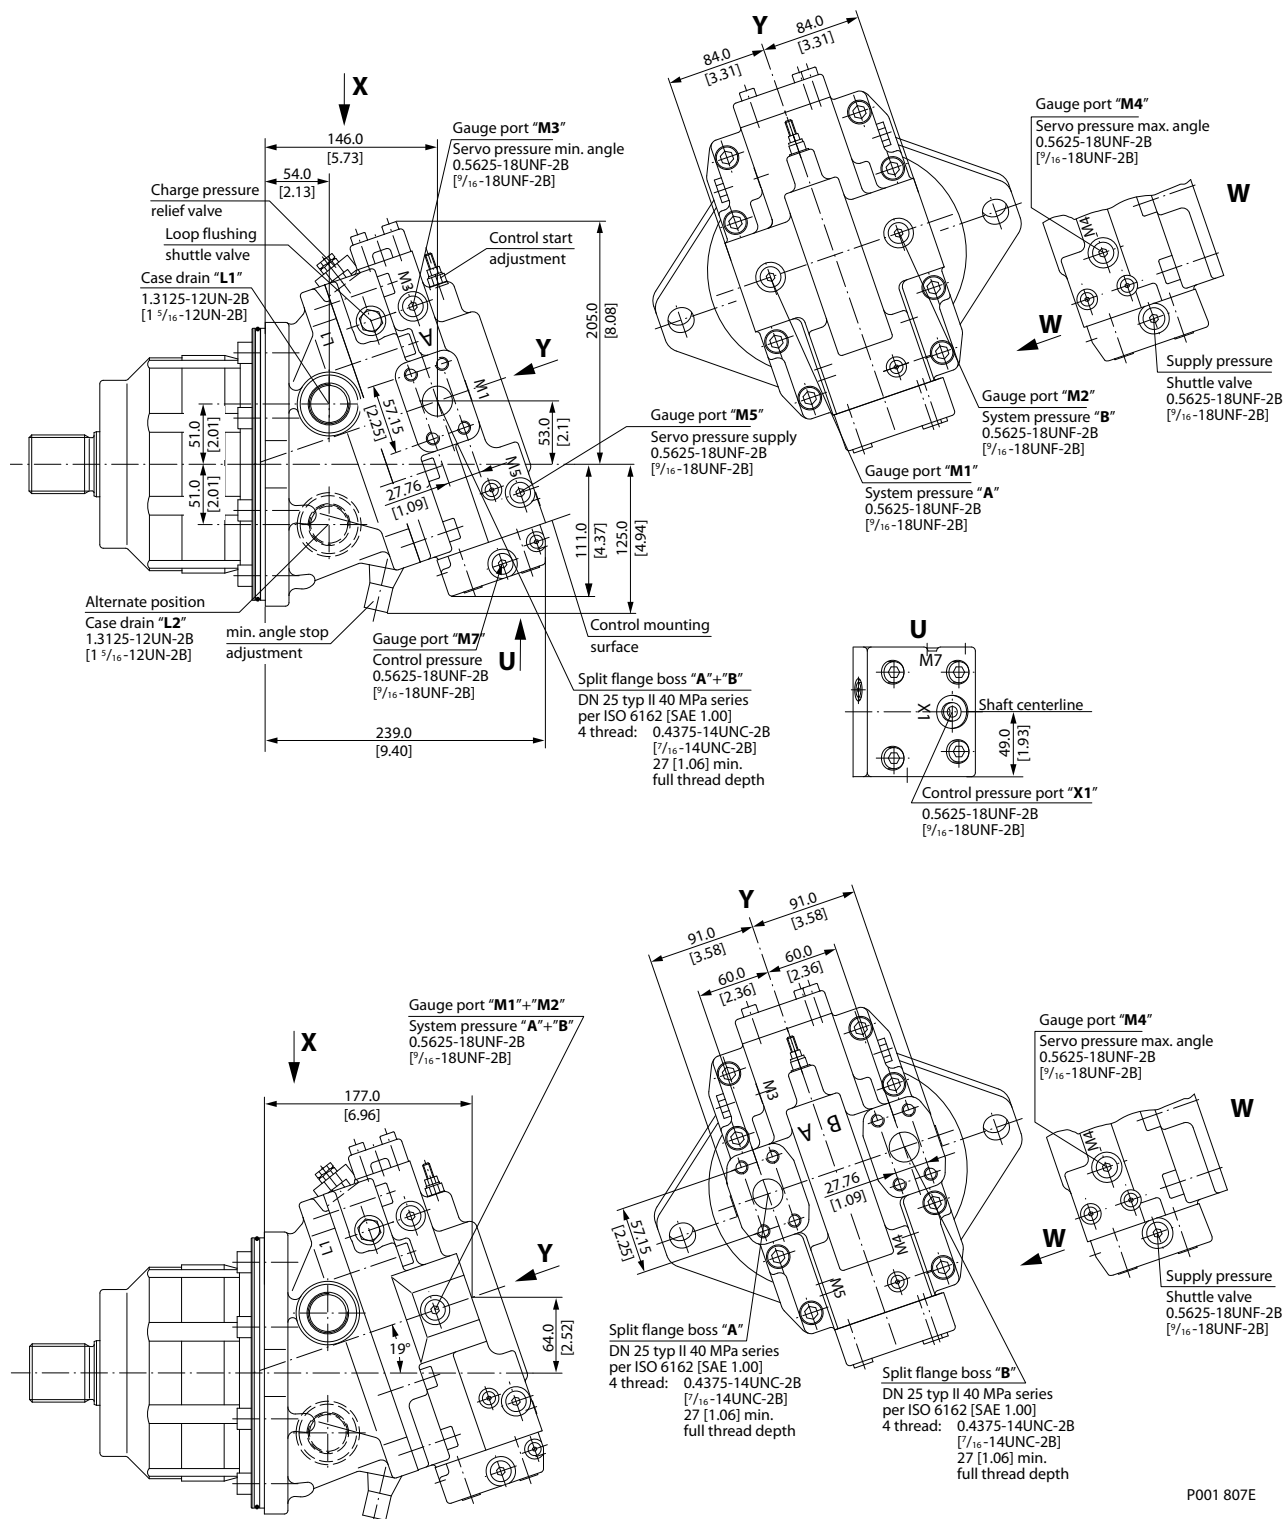 X
146.0
[5.73]
54.0
[2.13]
Gauge port “M3”
Servo pressure min. angle
0.5625-18UNF-2B
[9/16-18UNF-2B]
Charge pressure
relief valve
Loop flushing
shuttle valve
Control start
adjustment
Case drain “L1”
1.3125-12UN-2B
[1 5/16-12UN-2B]
L1
M3
A
M1
M5
205.0
[8.08]
Y
57.15
[2.25]
53.0
[2.1]
51.0
[2.01]
51.0
[2.01]
27.76
[1.09]
Gauge port “M5”
Servo pressure supply
0.5625-18UNF-2B
[9/16-18UNF-2B]
111.0
[4.37]
125.0
[4.94]
Alternate position
Case drain “L2”
1.3125-12UN-2B
[1 5/16-12UN-2B]
min. angle stop
adjustment
Gauge port “M7”
Control pressure
0.5625-18UNF-2B
[9/16-18UNF-2B]
U
Control mounting
surface
Split flange boss “A”+”B”
DN 25 typ II 40 MPa series
per ISO 6162 [SAE 1.00]
4 thread: 0.4375-14UNC-2B
[7/16-14UNC-2B]
27 [1.06] min.
full thread depth
239.0
[9.40]
Y
84.0
[3.31]
84.0
[3.31]
Gauge port “M4”
Servo pressure max. angle
0.5625-18UNF-2B
[9/16-18UNF-2B]
W
M4
W
Supply pressure
Shuttle valve
0.5625-18UNF-2B
[9/16-18UNF-2B]
Gauge port “M2”
System pressure “B”
0.5625-18UNF-2B
[9/16-18UNF-2B]
Gauge port “M1”
System pressure “A”
0.5625-18UNF-2B
[9/16-18UNF-2B]
U
M7
X1
Shaft centerline
49.0
[1.93]
Control pressure port “X1”
0.5625-18UNF-2B
[9/16-18UNF-2B]
Gauge port “M1”+”M2”
System pressure “A”+”B”
0.5625-18UNF-2B
[9/16-18UNF-2B]
X
177.0
[6.96]
L1
Y
19°
64.0
[2.52]
Y
91.0
[3.58]
91.0
[3.58]
60.0
[2.36]
60.0
[2.36]
M3
A
B
27.76
[1.09]
57.15
[2.25]
M4
M5
Gauge port “M4”
Servo pressure max. angle
0.5625-18UNF-2B
[9/16-18UNF-2B]
W
M4
W
Supply pressure
Shuttle valve
0.5625-18UNF-2B
[9/16-18UNF-2B]
Split flange boss “A”
DN 25 typ II 40 MPa series
per ISO 6162 [SAE 1.00]
4 thread: 0.4375-14UNC-2B
[7/16-14UNC-2B]
27 [1.06] min.
full thread depth
Split flange boss “B”
DN 25 typ II 40 MPa series
per ISO 6162 [SAE 1.00]
4 thread: 0.4375-14UNC-2B
[7/16-14UNC-2B]
27 [1.06] min.
full thread depth
P001 807E